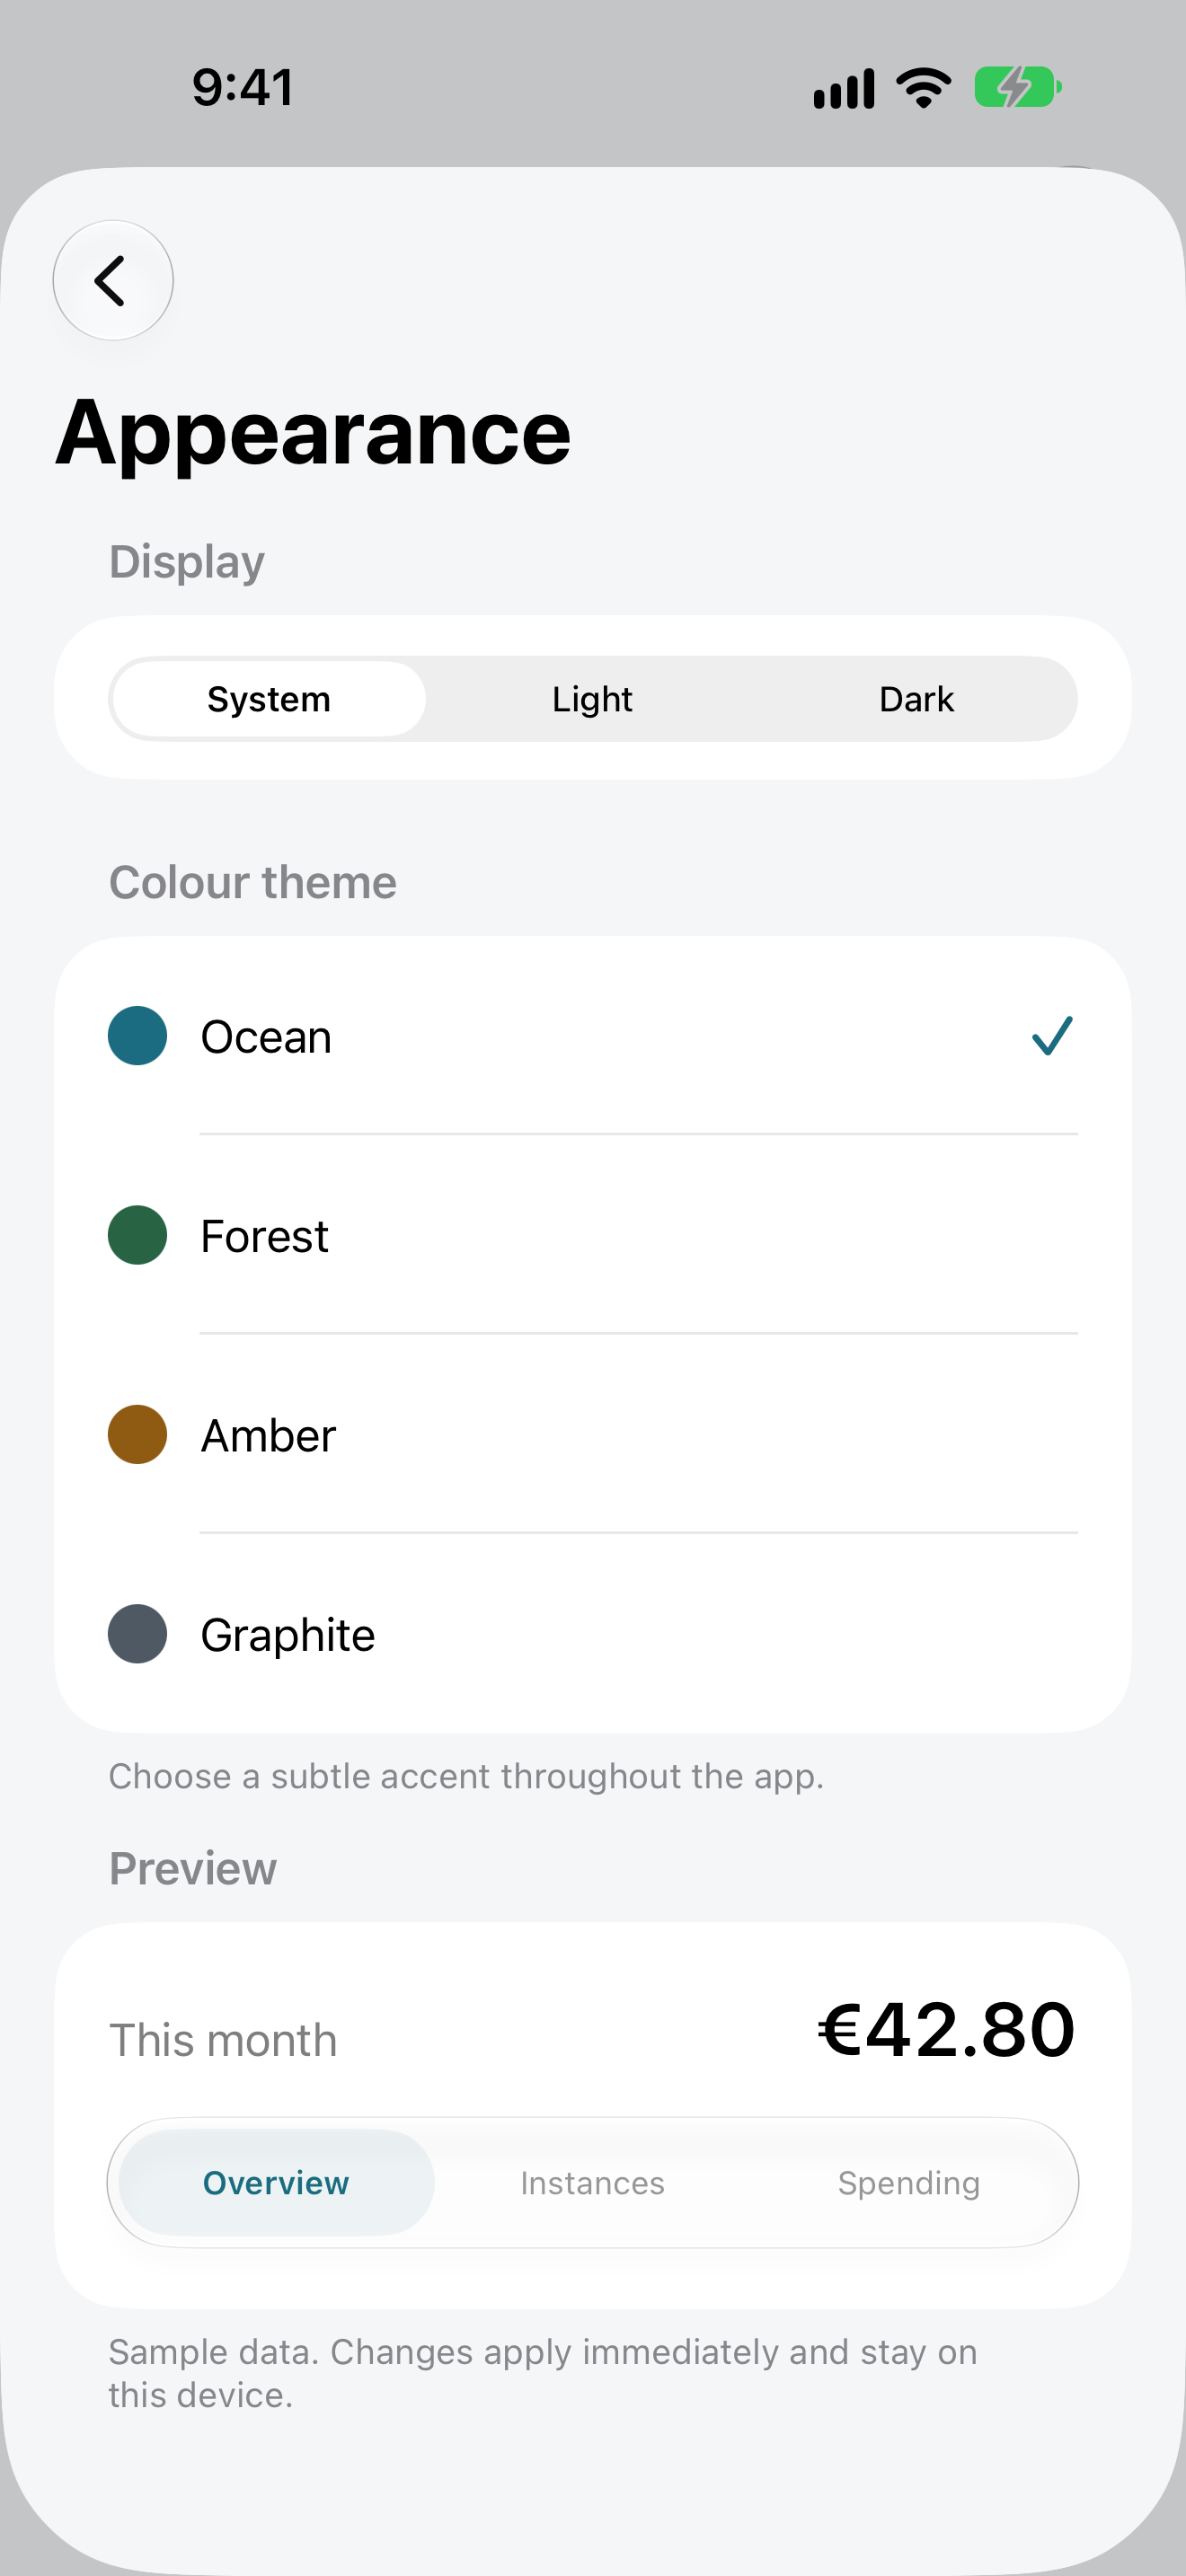 9:41
Appearance
Display
System Light Dark
Colour theme
Ocean
Forest
Amber
Graphite
Choose a subtle accent throughout the app.
Preview
This month €42.80
Overview Instances Spending
Sample data. Changes apply immediately and stay on
this device.